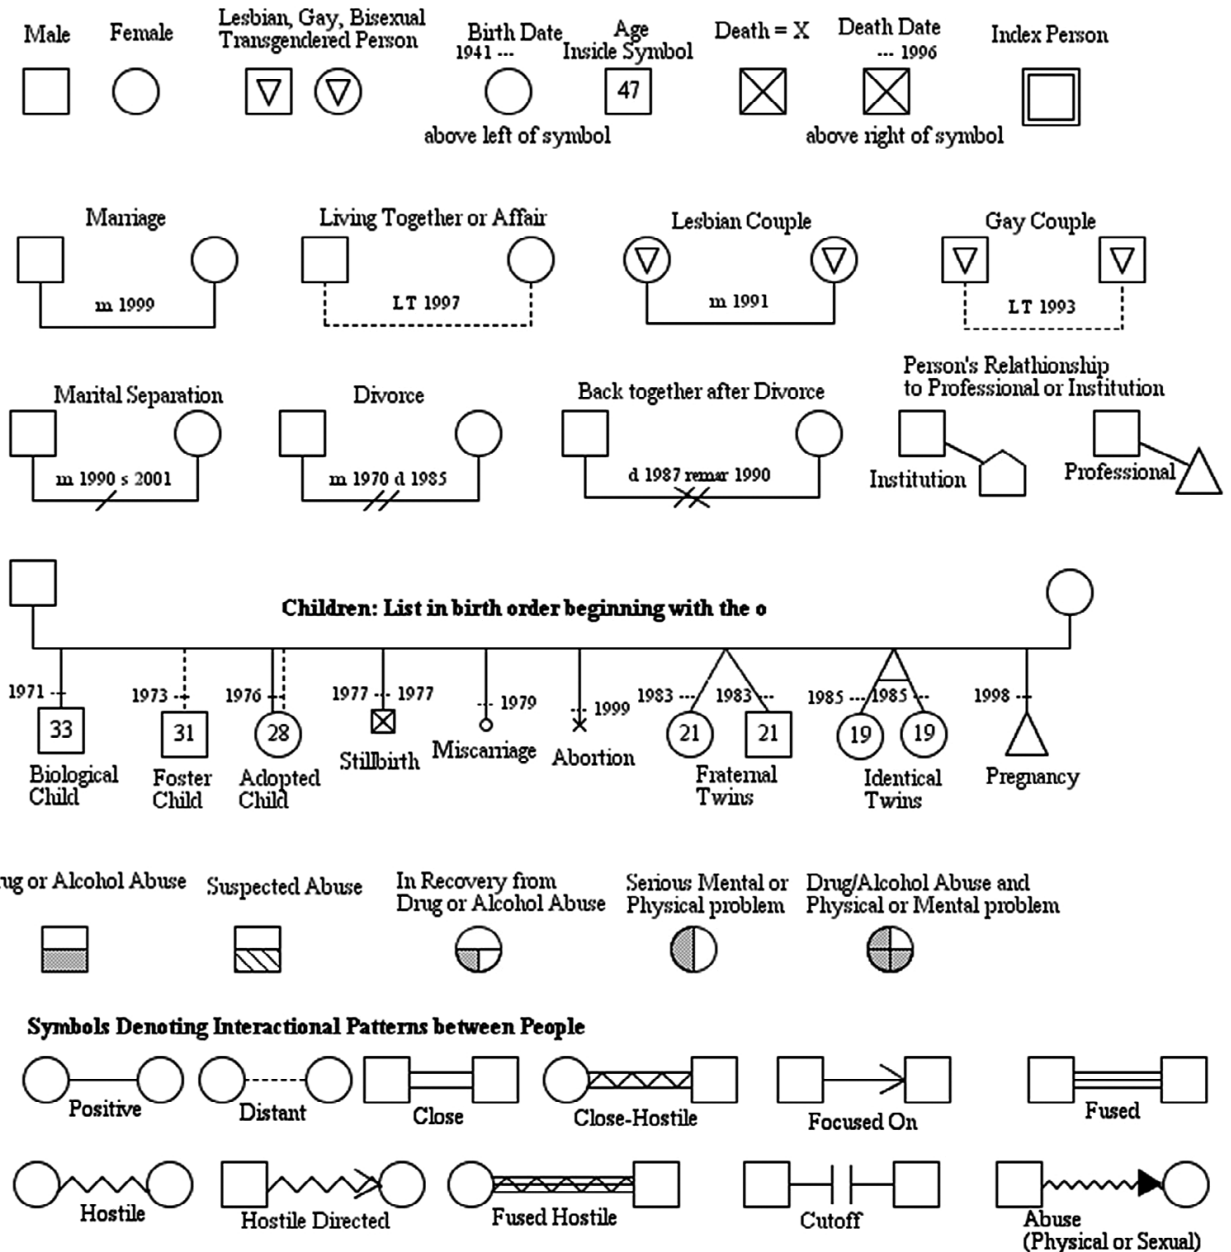 Male
Female
Lesbian, Gay, Bisexual
Transgendered Person
Birth Date
1941 ---
above left of symbol
Age
Inside Symbol
47
Death = X
Death Date
--- 1996
above right of symbol
Index Person
Marriage
m 1999
Living Together or Affair
LT 1997
Lesbian Couple
m 1991
Gay Couple
LT 1993
Marital Separation
m 1990 s 2001
Divorce
m 1970 d 1985
Back together after Divorce
d 1987 remar 1990
Person's Relathionship
to Professional or Institution
Institution
Professional
Children: List in birth order beginning with the o
1971 ---
33
Biological
Child
1973 ---
31
Foster
Child
1976 ---
28
Adopted
Child
1977 --- 1977
Stillbirth
--- 1979
Miscarriage
--- 1999
Abortion
1983 ---
1983 ---
21
21
Fraternal
Twins
1985 ---
1985 ---
19
19
Identical
Twins
1998 ---
Pregnancy
rug or Alcohol Abuse
Suspected Abuse
In Recovery from
Drug or Alcohol Abuse
Serious Mental or
Physical problem
Drug/Alcohol Abuse and
Physical or Mental problem
Symbols Denoting Interactional Patterns between People
Positive
Distant
Close
Close-Hostile
Focused On
Fused
Hostile
Hostile Directed
Fused Hostile
Cutoff
Abuse
(Physical or Sexual)